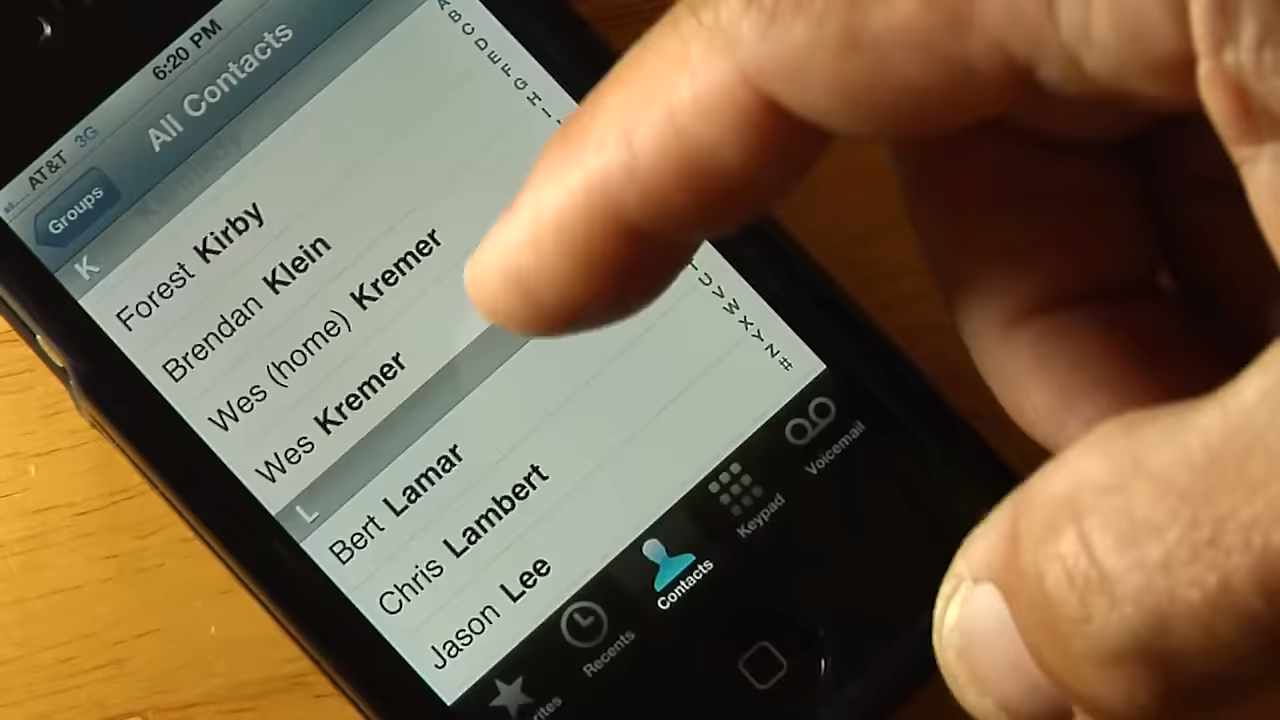 AT&T 3G 6:20 PM
Groups All Contacts
K
Forest Kirby
Brendan Klein
Wes (home) Kremer
Wes Kremer
L
Bert Lamar
Chris Lambert
Jason Lee
A
B
C
D
E
F
G
H
I
T
U
V
W
X
Y
Z
#
Recents
Contacts
Keypad
Voicemail